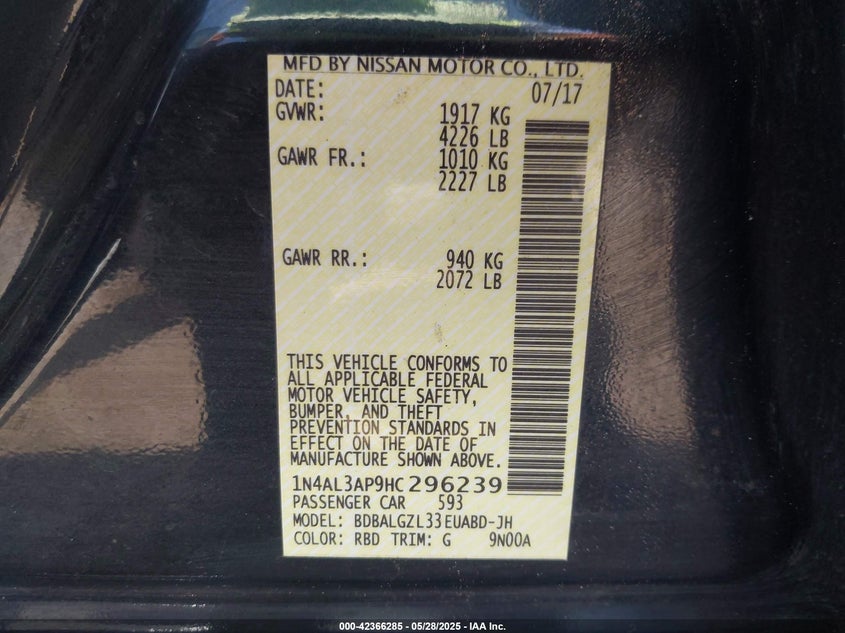 MFD BY NISSAN MOTOR CO., LTD.
DATE: 07/17
GVWR: 1917 KG
4226 LB
GAWR FR.: 1010 KG
2227 LB
GAWR RR.: 940 KG
2072 LB
THIS VEHICLE CONFORMS TO
ALL APPLICABLE FEDERAL
MOTOR VEHICLE SAFETY,
BUMPER, AND THEFT
PREVENTION STANDARDS IN
EFFECT ON THE DATE OF
MANUFACTURE SHOWN ABOVE.
1N4AL3AP9HC296239
PASSENGER CAR 593
MODEL: BDBALGZL33EUABD-JH
COLOR: RBD TRIM: G 9N00A
000-42366285 - 05/28/2025 - IAA Inc.